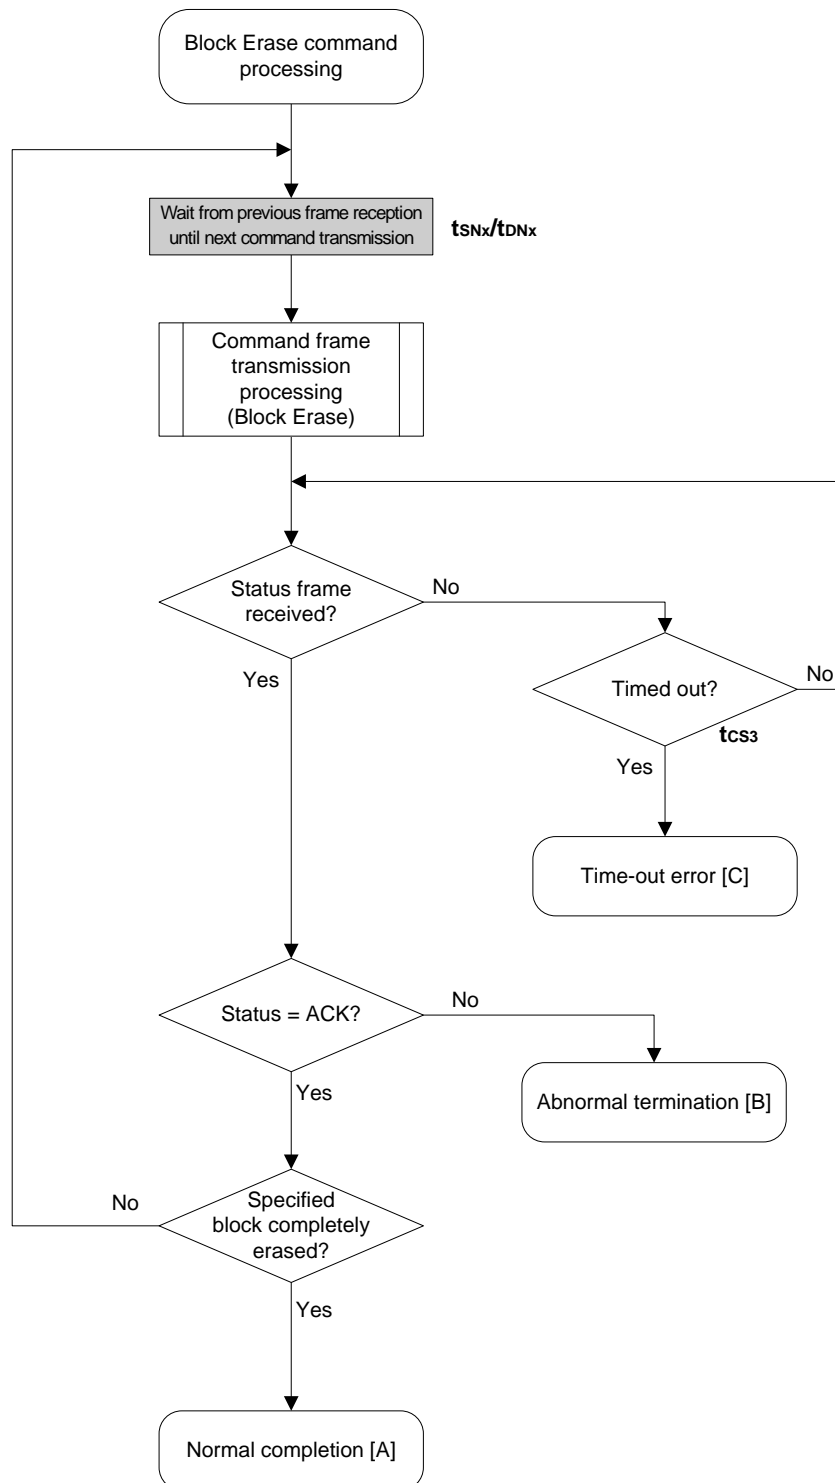 Block Erase command
processing
Wait from previous frame reception
until next command transmission
tSNx/tDNx
Command frame
transmission
processing
(Block Erase)
Status frame
received?
No
Yes
Timed out?
No
tCS3
Yes
Time-out error [C]
Status = ACK?
No
Yes
Abnormal termination [B]
No
Specified
block completely
erased?
Yes
Normal completion [A]